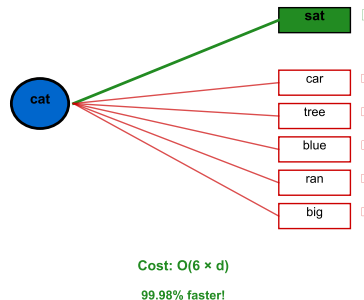 sat
cat
car
tree
blue
ran
big
Cost: O(6 × d)
99.98% faster!